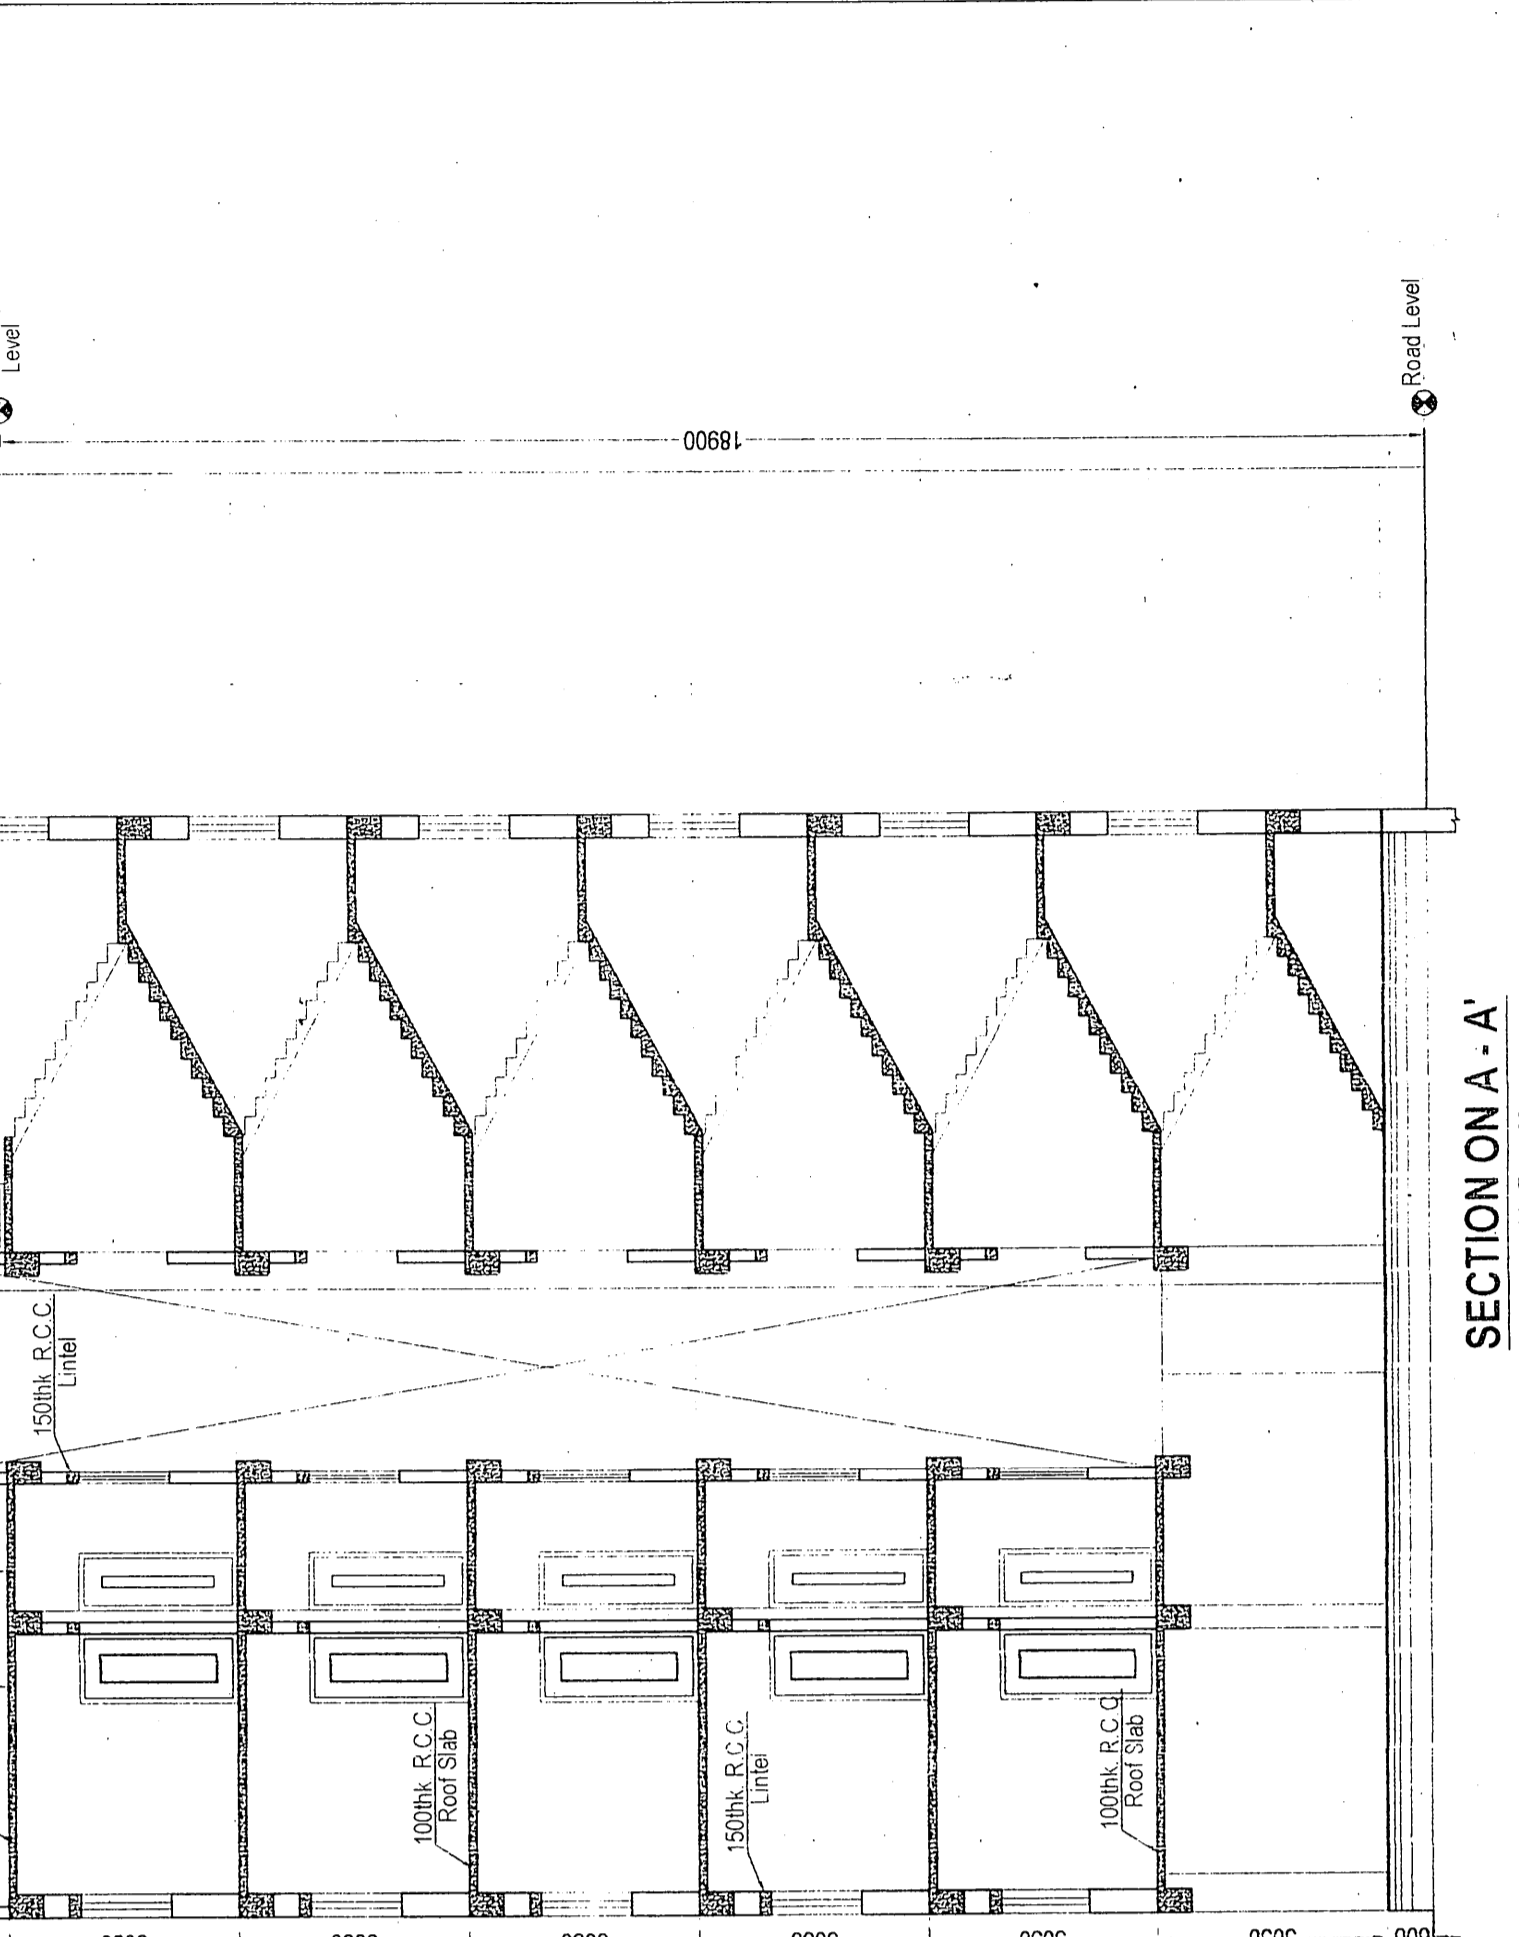 Level
18900
Road Level
150thk R.C.C.
Lintel
100thk. R.C.C.
Roof Slab
150thk. R.C.C.
Lintel
100thk. R.C.C
Roof Slab
SECTION ON A - A'